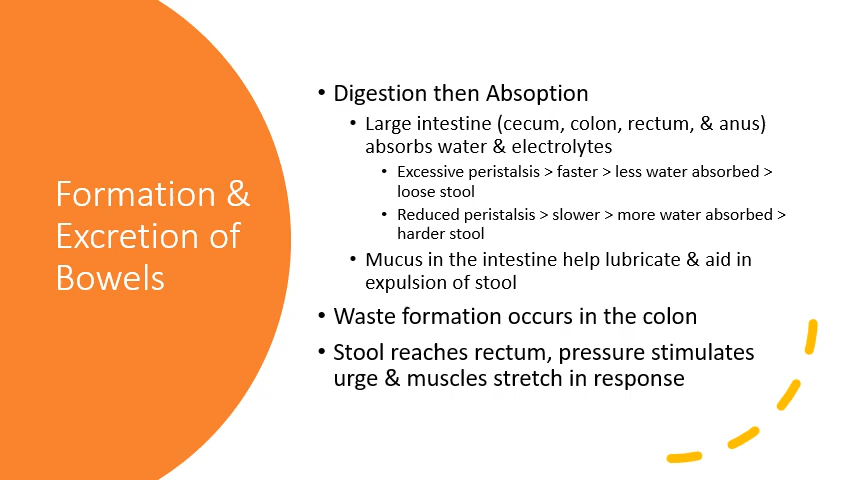 Formation &
Excretion of
Bowels
• Digestion then Absoption
• Large intestine (cecum, colon, rectum, & anus)
absorbs water & electrolytes
• Excessive peristalsis > faster > less water absorbed >
loose stool
• Reduced peristalsis > slower > more water absorbed >
harder stool
• Mucus in the intestine help lubricate & aid in
expulsion of stool
• Waste formation occurs in the colon
• Stool reaches rectum, pressure stimulates
urge & muscles stretch in response